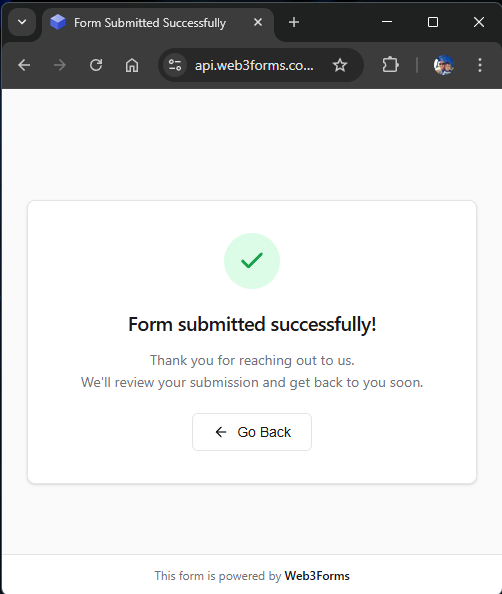 Form Submitted Successfully
api.web3forms.co...
Form submitted successfully!
Thank you for reaching out to us.
We'll review your submission and get back to you soon.
Go Back
This form is powered by Web3Forms